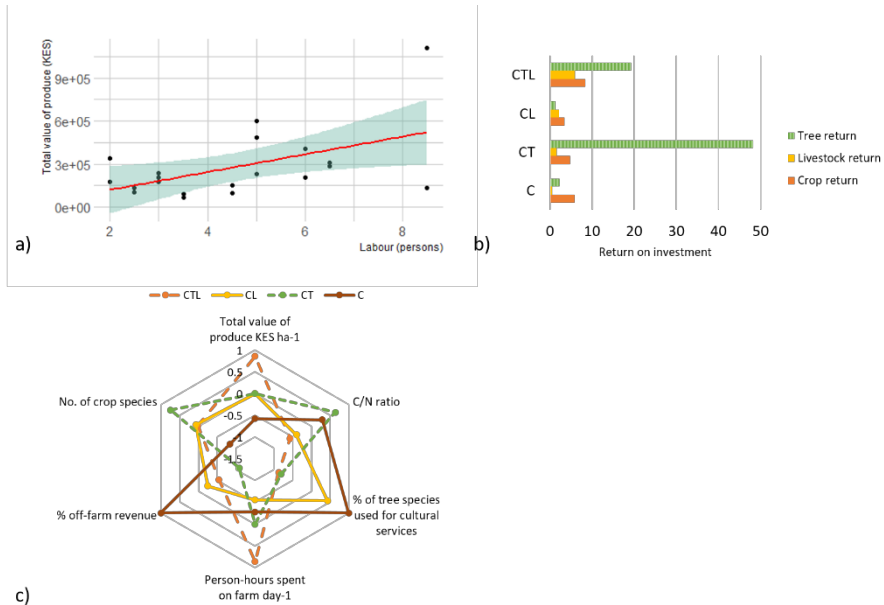 Total value of produce (KES)
9e+05
6e+05
3e+05
0e+00
2
4
6
8
Labour (persons)
a)
CTL
CL
CT
C
0
10
20
30
40
50
Return on investment
Tree return
Livestock return
Crop return
b)
CTL
CL
CT
C
Total value of
produce KES ha-1
1
0.5
0
-0.5
-1
-1.5
C/N ratio
% of tree species
used for cultural
services
Person-hours spent
on farm day-1
% off-farm revenue
No. of crop species
c)